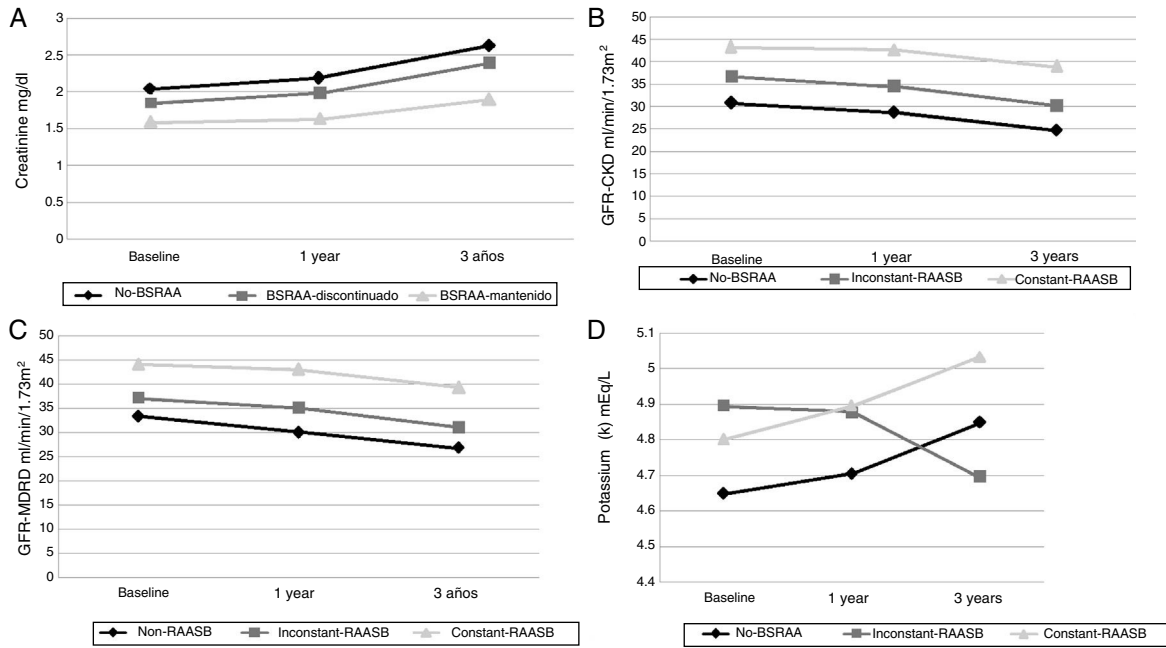 A
Creatinine mg/dl
3
2.5
2
1.5
1
0.5
0
Baseline 1 year 3 años
No-BSRAA BSRAA-discontinuado BSRAA-mantenido
B
GFR-CKD ml/min/1.73m²
50
45
40
35
30
25
20
15
10
5
0
Baseline 1 year 3 years
No-BSRAA Inconstant-RAASB Constant-RAASB
C
GFR-MDRD ml/min/1.73m²
50
45
40
35
30
25
20
15
10
5
0
Baseline 1 year 3 años
Non-RAASB Inconstant-RAASB Constant-RAASB
D
Potassium (k) mEq/L
5.1
5
4.9
4.8
4.7
4.6
4.5
4.4
Baseline 1 year 3 years
No-BSRAA Inconstant-RAASB Constant-RAASB